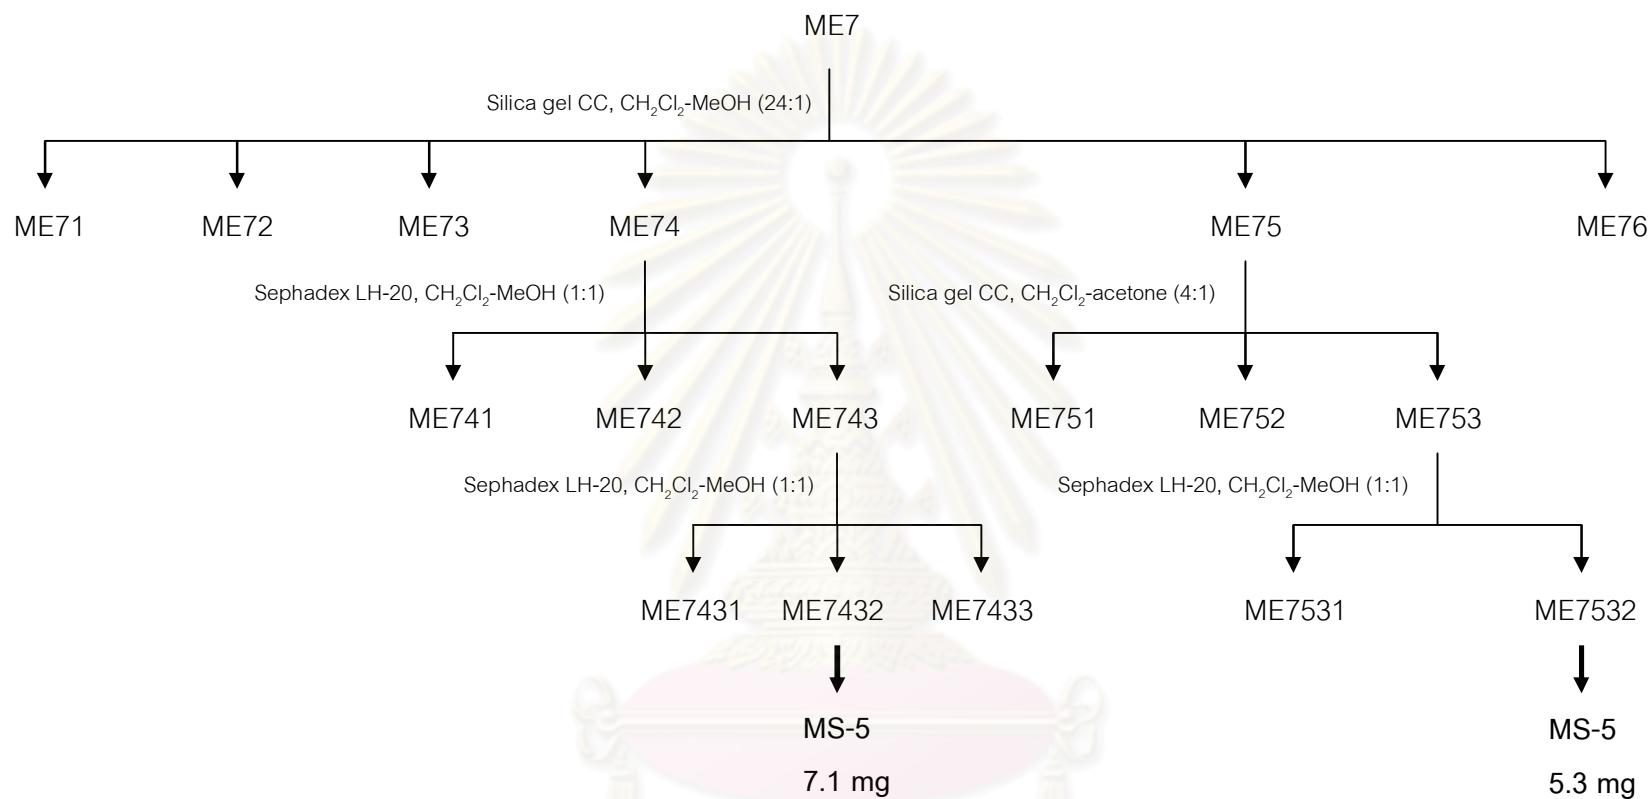 ME7
Silica gel CC, CH₂Cl₂-MeOH (24:1)
ME71 ME72 ME73 ME74 ME75 ME76
Sephadex LH-20, CH₂Cl₂-MeOH (1:1) Silica gel CC, CH₂Cl₂-acetone (4:1)
ME741 ME742 ME743 ME751 ME752 ME753
Sephadex LH-20, CH₂Cl₂-MeOH (1:1) Sephadex LH-20, CH₂Cl₂-MeOH (1:1)
ME7431 ME7432 ME7433 ME7531 ME7532
MS-5 MS-5
7.1 mg 5.3 mg